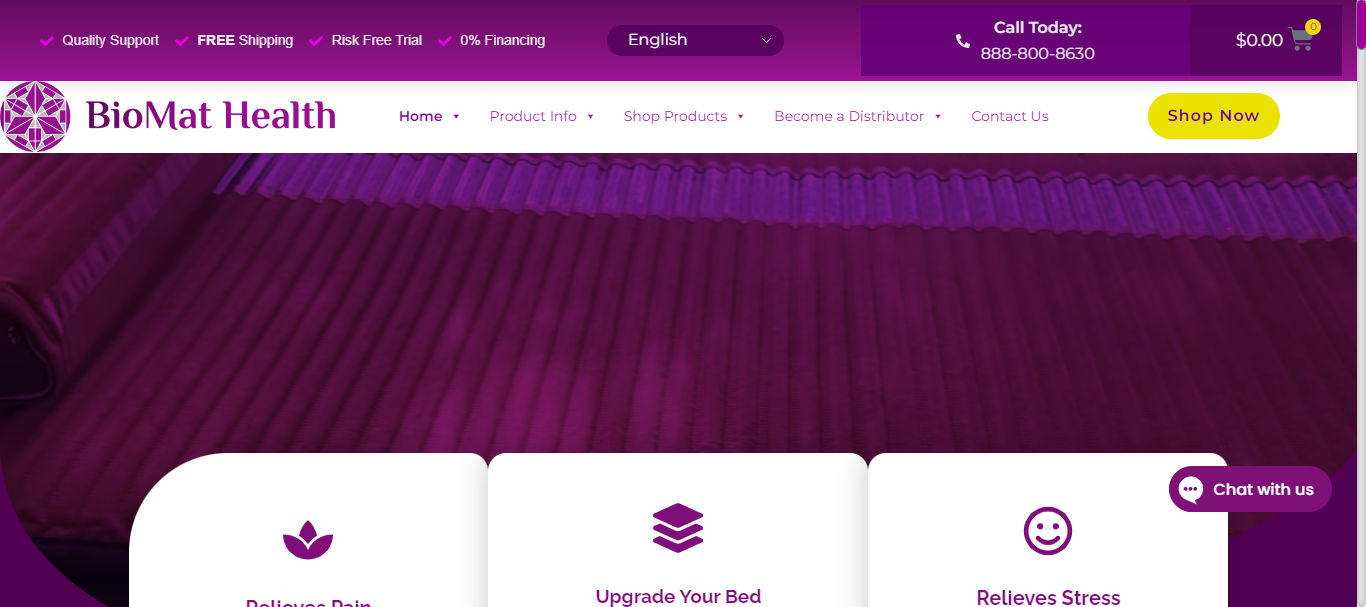 Quality Support
FREE Shipping
Risk Free Trial
0% Financing
English
Call Today:
888-800-8630
$0.00
0
BioMat Health
Home
Product Info
Shop Products
Become a Distributor
Contact Us
Shop Now
Chat with us
Relieves Pain
Upgrade Your Bed
Relieves Stress